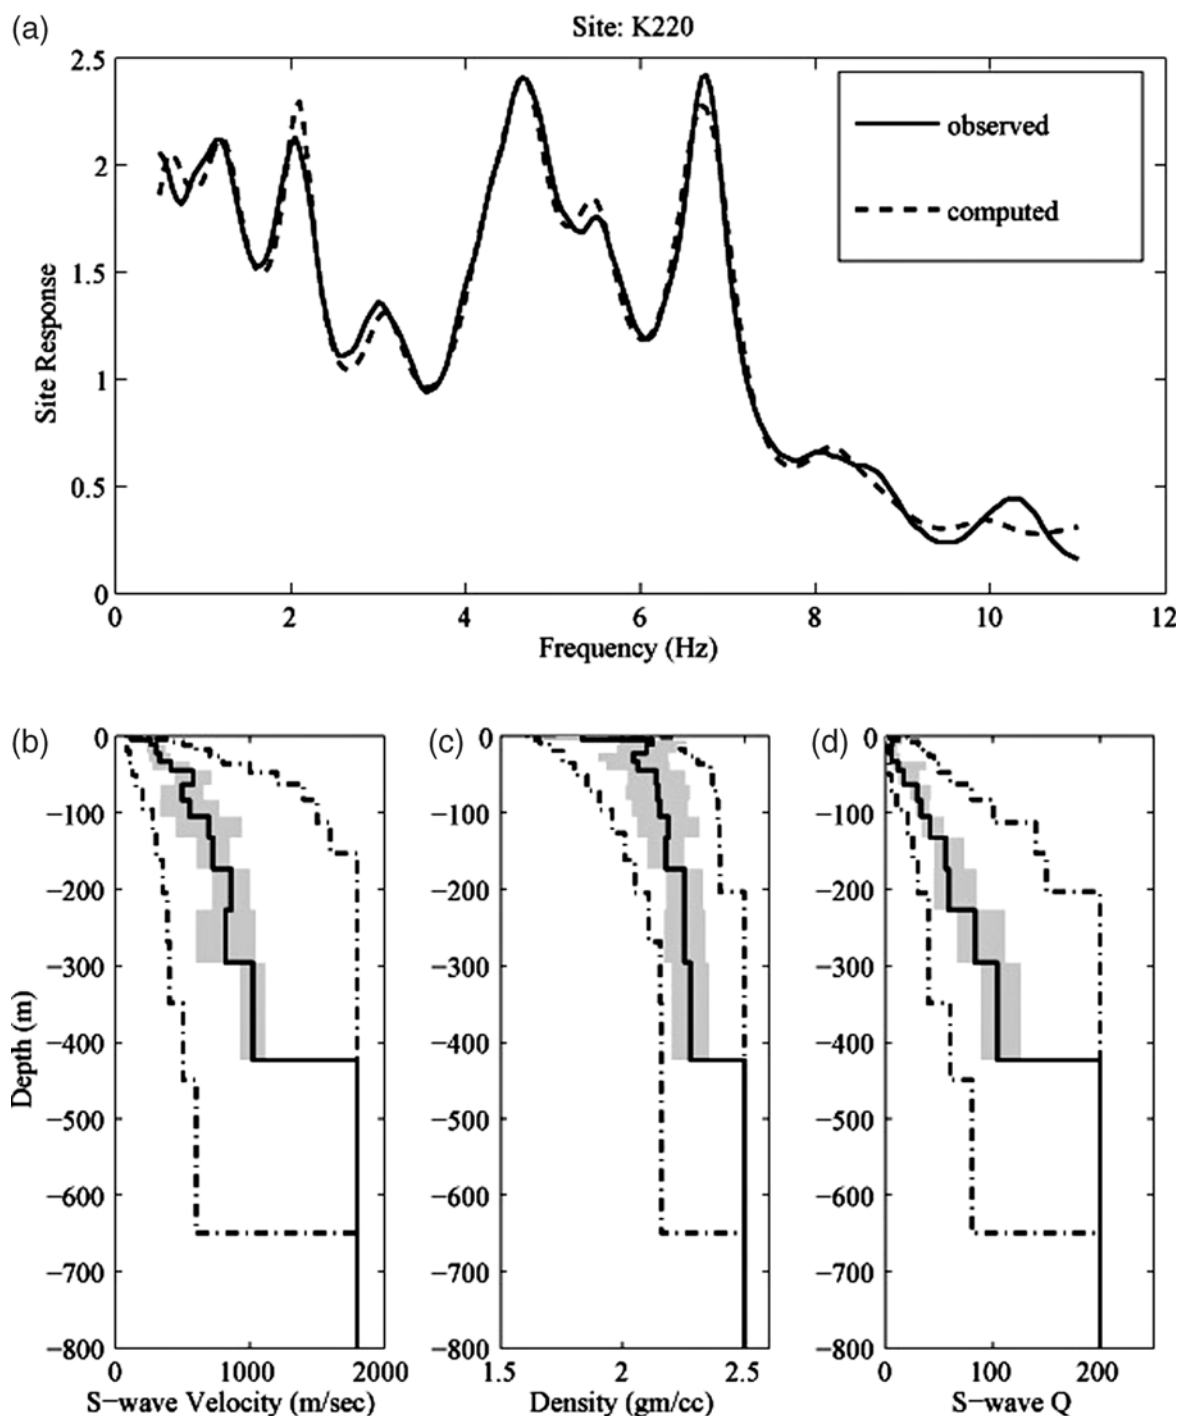 (a)
Site: K220
2.5
2
1.5
1
0.5
0
Site Response
observed
computed
0 2 4 6 8 10 12
Frequency (Hz)
(b)
0
−100
−200
−300
−400
−500
−600
−700
−800
Depth (m)
0 1000 2000
S−wave Velocity (m/sec)
(c)
0
−100
−200
−300
−400
−500
−600
−700
−800
1.5 2 2.5
Density (gm/cc)
(d)
0
−100
−200
−300
−400
−500
−600
−700
−800
0 100 200
S−wave Q